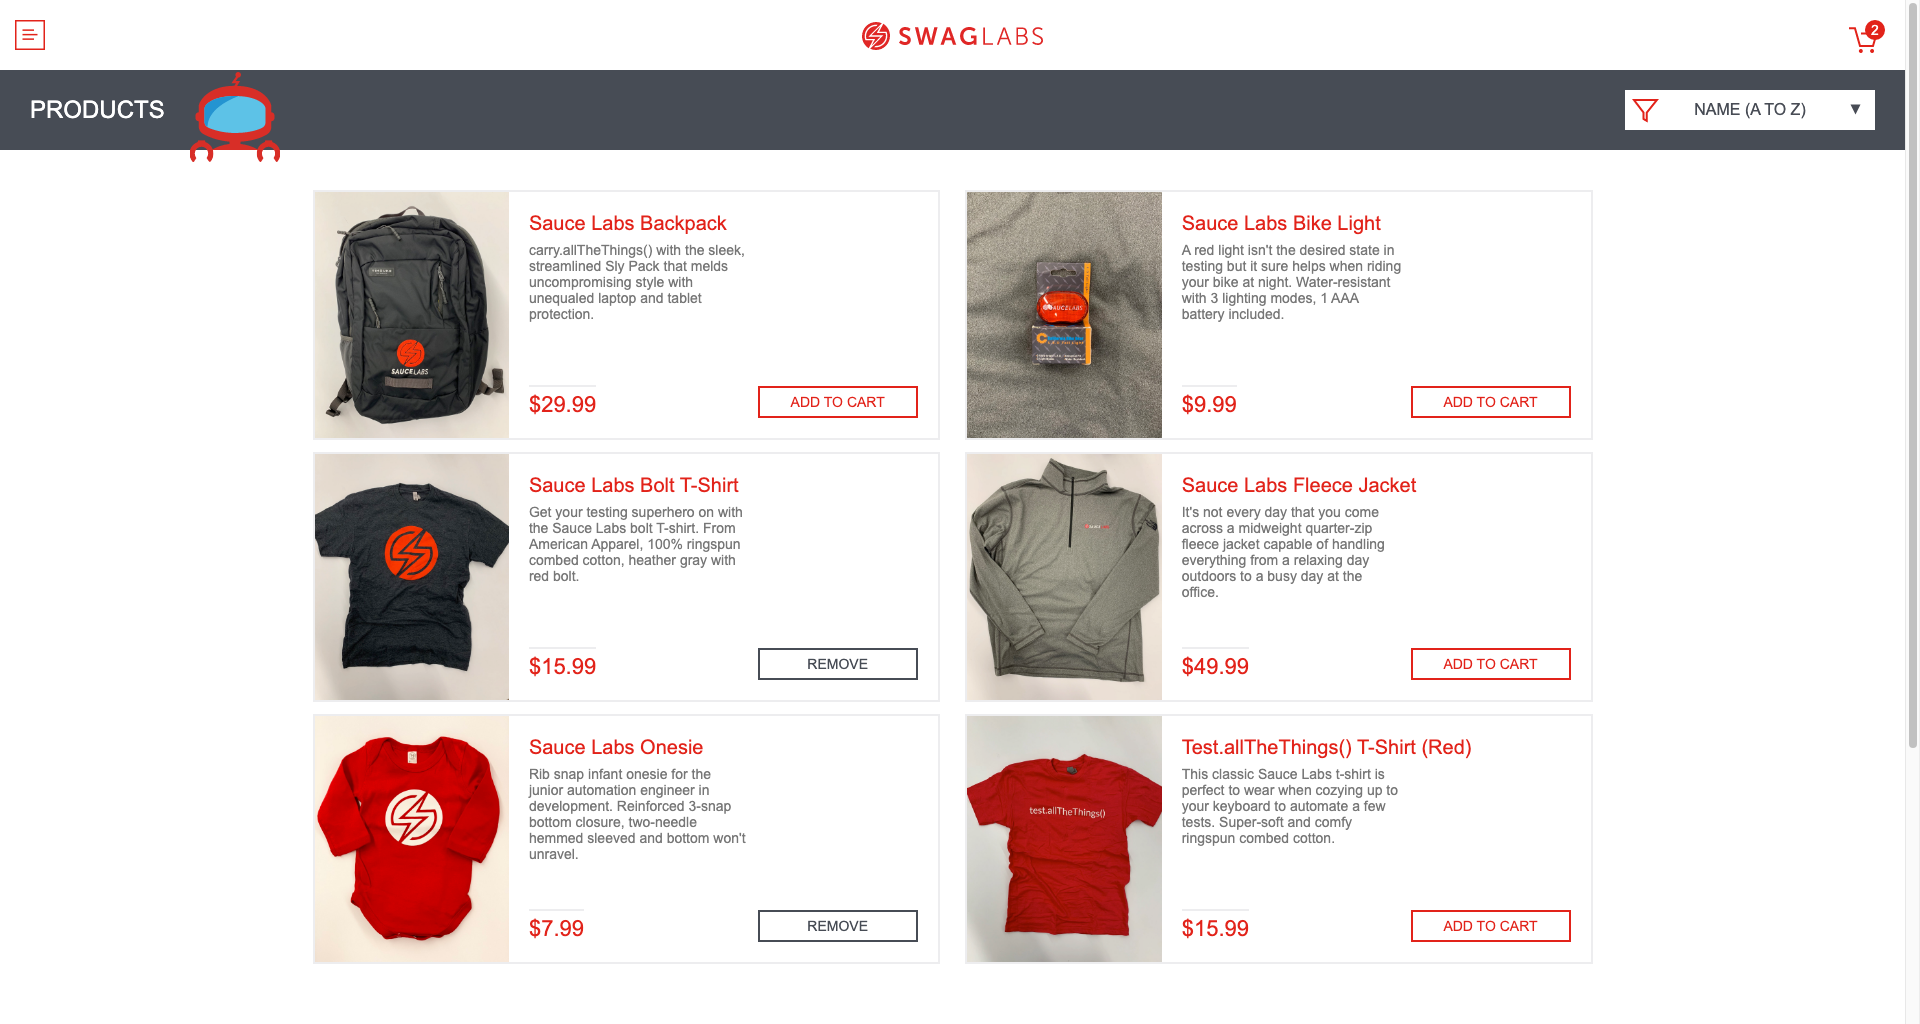 SWAGLABS
2
PRODUCTS
NAME (A TO Z)
Sauce Labs Backpack
carry.allTheThings() with the sleek,
streamlined Sly Pack that melds
uncompromising style with
unequaled laptop and tablet
protection.
$29.99
ADD TO CART
SAUCELABS
Sauce Labs Bike Light
A red light isn't the desired state in
testing but it sure helps when riding
your bike at night. Water-resistant
with 3 lighting modes, 1 AAA
battery included.
$9.99
ADD TO CART
SAUCELABS
Sauce Labs Bolt T-Shirt
Get your testing superhero on with
the Sauce Labs bolt T-shirt. From
American Apparel, 100% ringspun
combed cotton, heather gray with
red bolt.
$15.99
REMOVE
Sauce Labs Fleece Jacket
It's not every day that you come
across a midweight quarter-zip
fleece jacket capable of handling
everything from a relaxing day
outdoors to a busy day at the
office.
$49.99
ADD TO CART
Sauce Labs Onesie
Rib snap infant onesie for the
junior automation engineer in
development. Reinforced 3-snap
bottom closure, two-needle
hemmed sleeved and bottom won't
unravel.
$7.99
REMOVE
Test.allTheThings() T-Shirt (Red)
This classic Sauce Labs t-shirt is
perfect to wear when cozying up to
your keyboard to automate a few
tests. Super-soft and comfy
ringspun combed cotton.
$15.99
ADD TO CART
test.allTheThings()